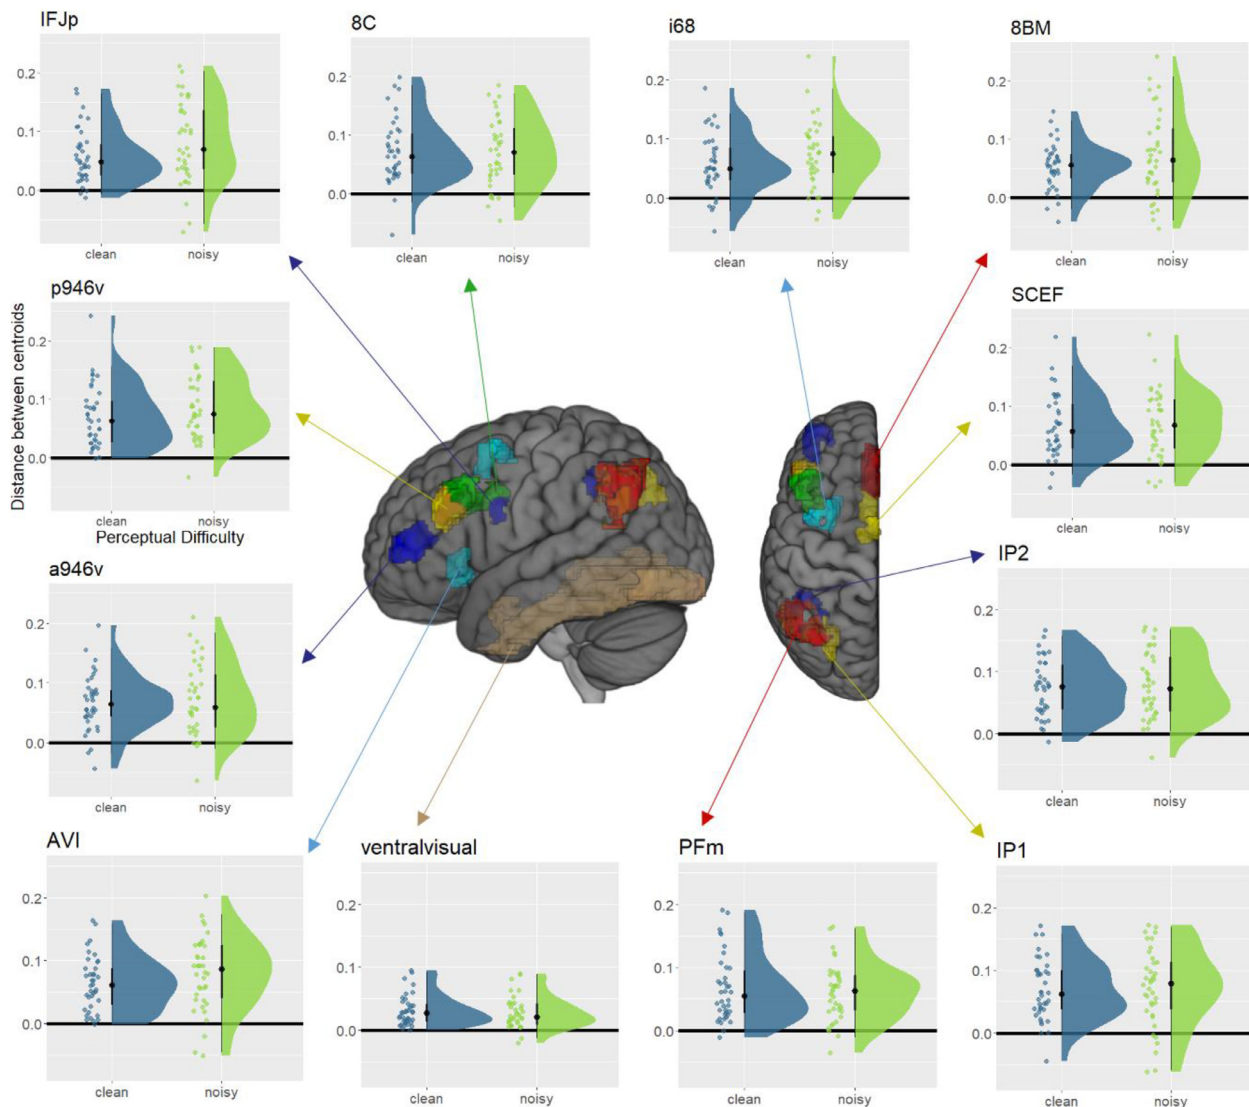 IFJp
0.2
0.1
0.0
clean noisy
8C
0.2
0.1
0.0
clean noisy
i68
0.2
0.1
0.0
clean noisy
8BM
0.2
0.1
0.0
clean noisy
p946v
0.2
0.1
0.0
clean noisy
Distance between centroids
Perceptual Difficulty
SCEF
0.2
0.1
0.0
clean noisy
a946v
0.2
0.1
0.0
clean noisy
IP2
0.2
0.1
0.0
clean noisy
AVI
0.2
0.1
0.0
clean noisy
ventralvisual
0.2
0.1
0.0
clean noisy
PFm
0.2
0.1
0.0
clean noisy
IP1
0.2
0.1
0.0
clean noisy